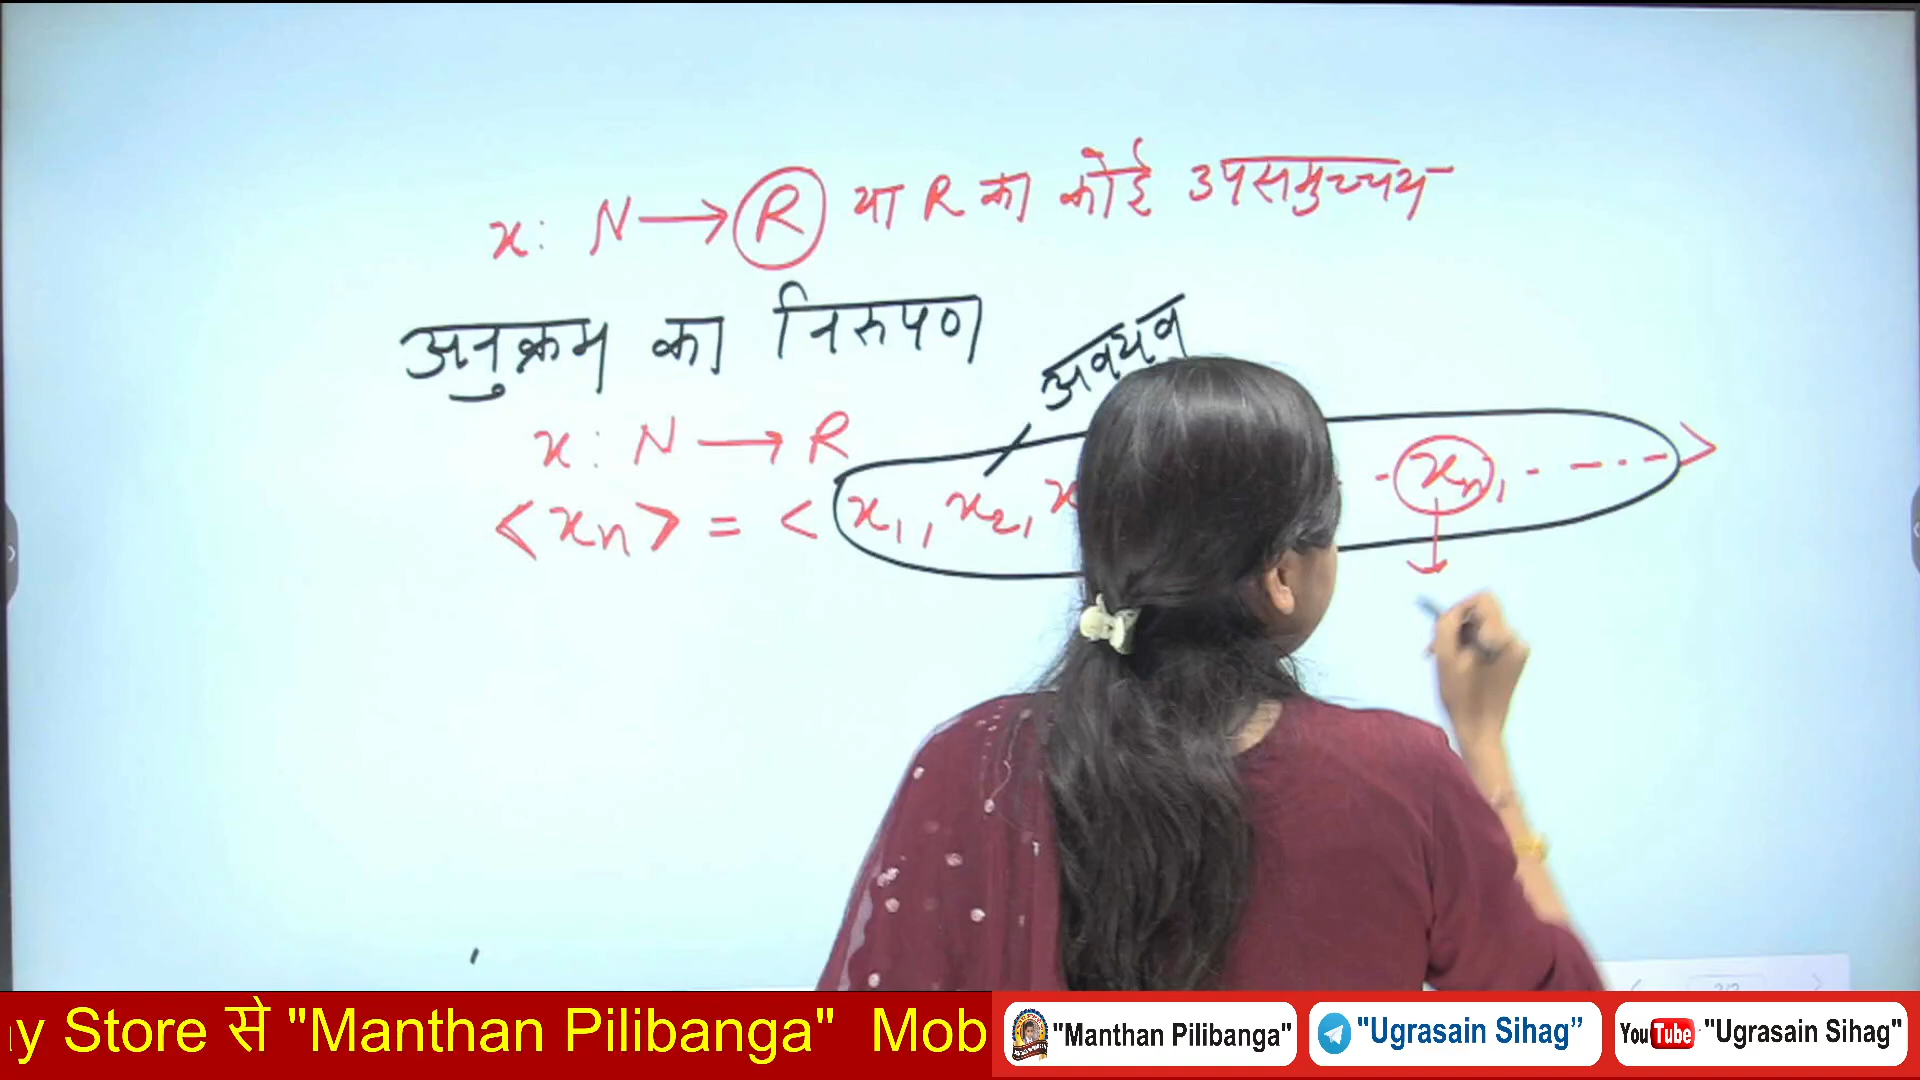 x: N → R या R का कोई उपसमुच्चय
अनुक्रम का निरुपण
अवयव
x: N → R
<xn> = < x1, x2, x - xn, - - - - >
y Store से "Manthan Pilibanga" Mob
"Manthan Pilibanga"
"Ugrasain Sihag”
YouTube "Ugrasain Sihag"